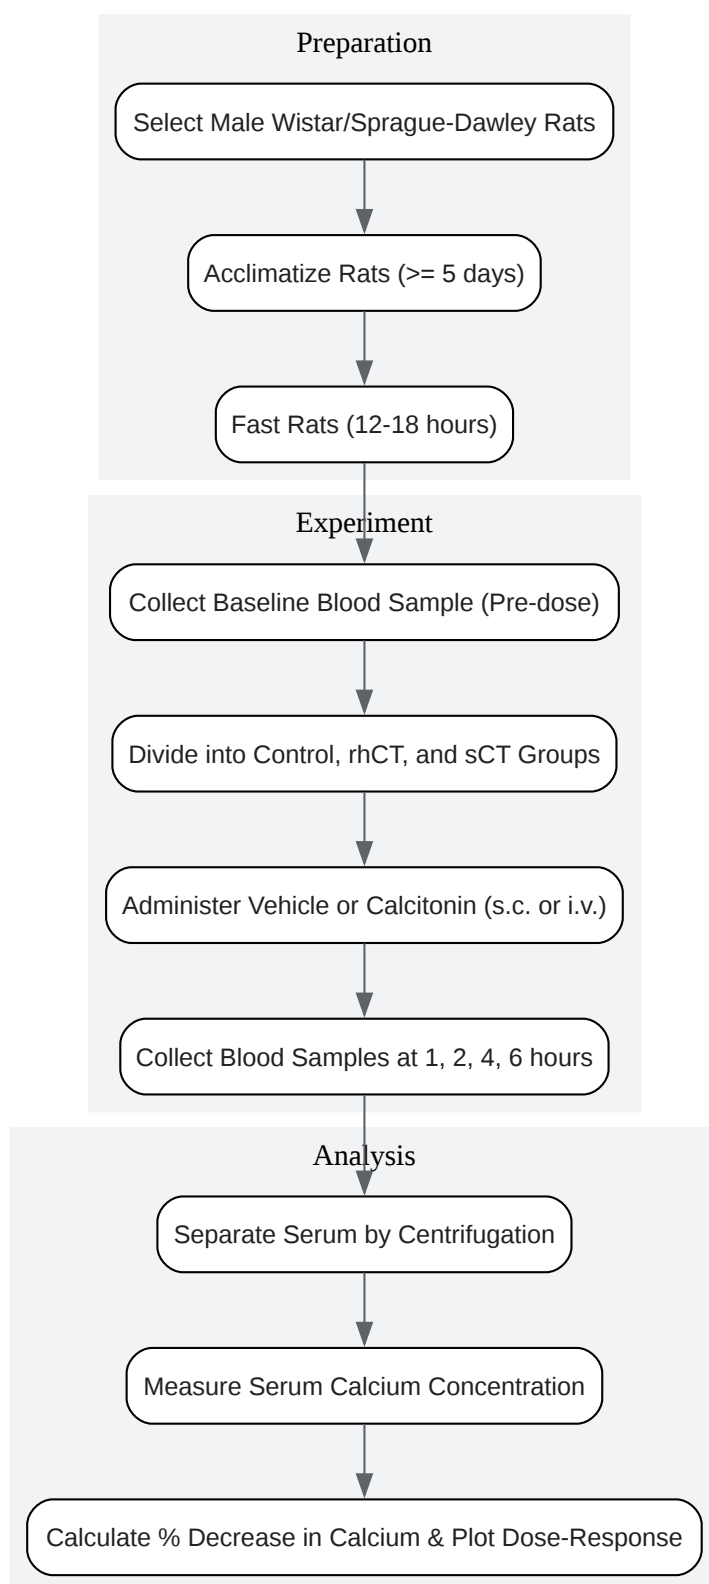 Preparation
Select Male Wistar/Sprague-Dawley Rats
Acclimatize Rats (>= 5 days)
Fast Rats (12-18 hours)
Experiment
Collect Baseline Blood Sample (Pre-dose)
Divide into Control, rhCT, and sCT Groups
Administer Vehicle or Calcitonin (s.c. or i.v.)
Collect Blood Samples at 1, 2, 4, 6 hours
Analysis
Separate Serum by Centrifugation
Measure Serum Calcium Concentration
Calculate % Decrease in Calcium & Plot Dose-Response